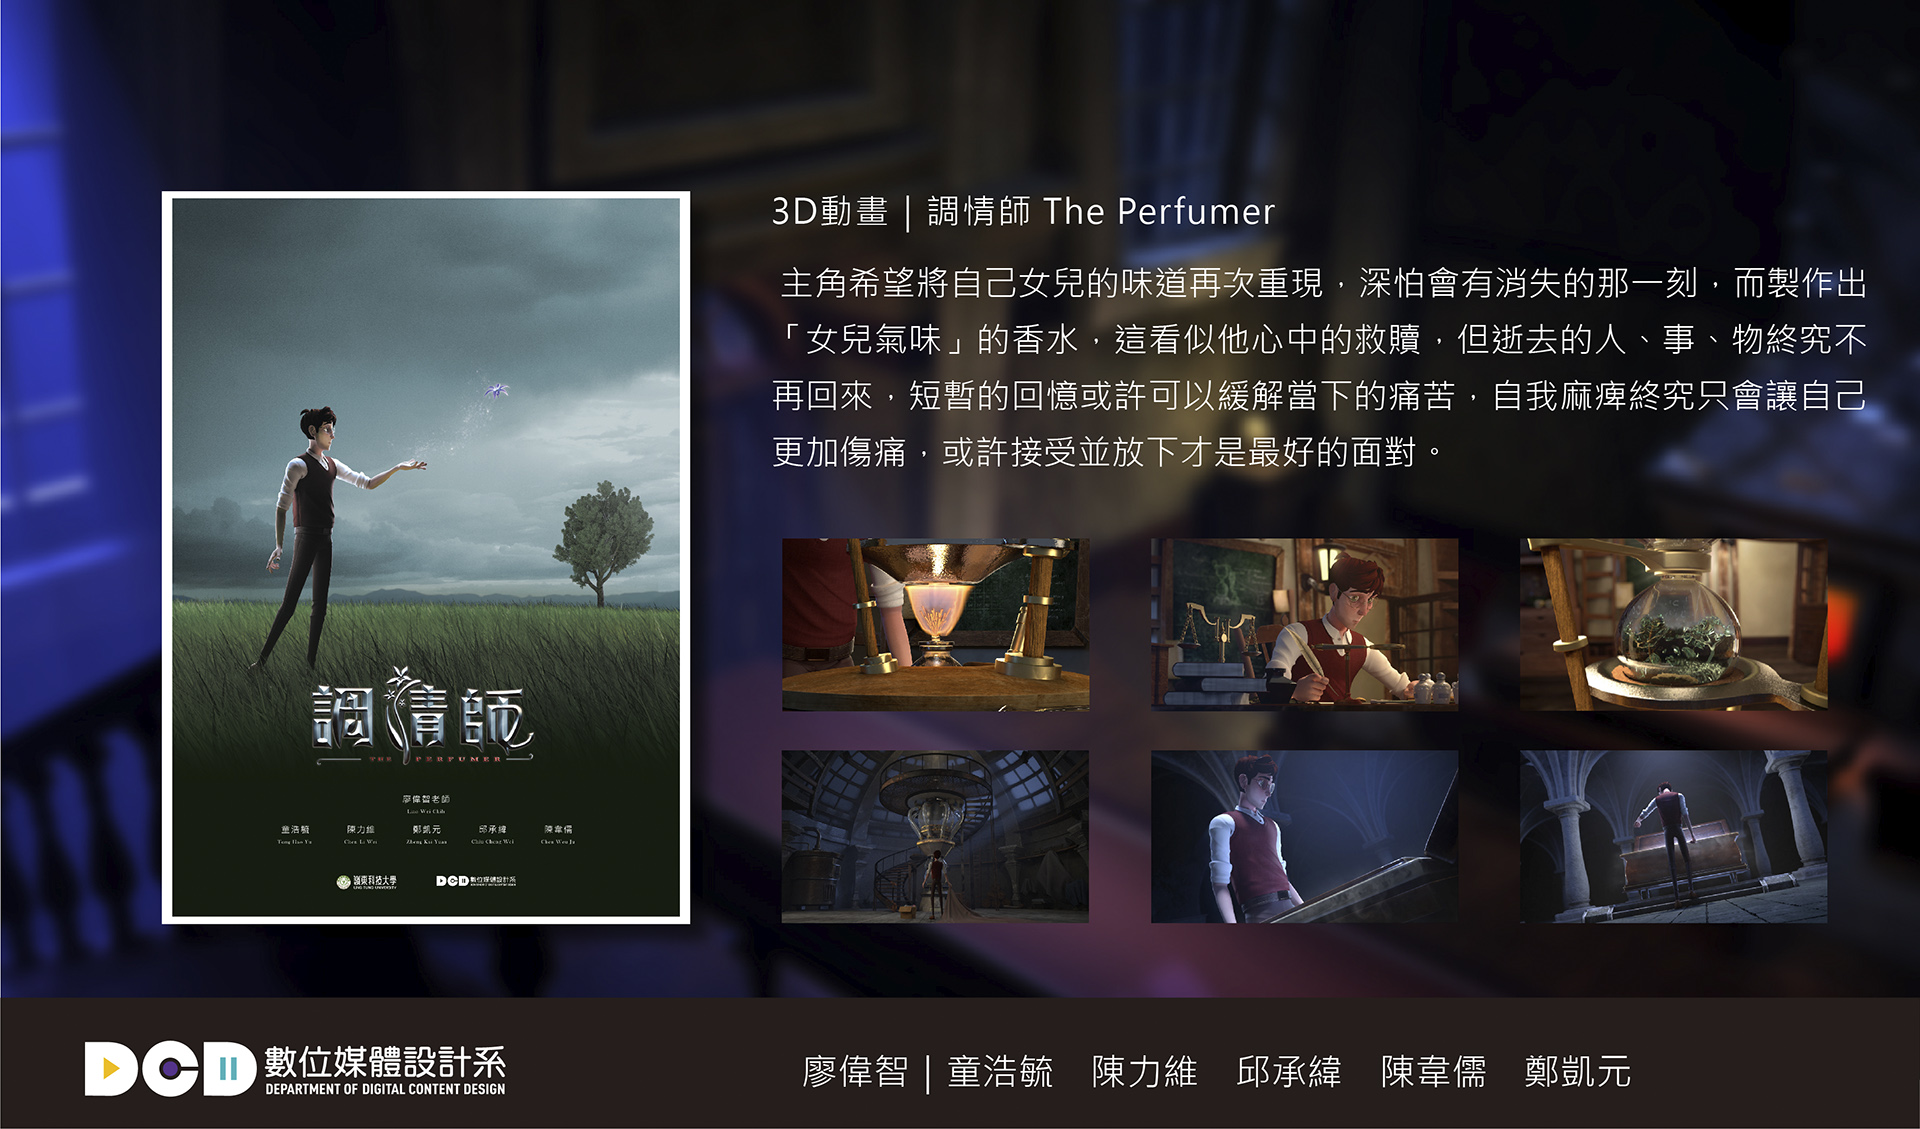 3D動畫 | 調情師 The Perfumer
主角希望將自己女兒的味道再次重現，深怕會有消失的那一刻，而製作出
「女兒氣味」的香水，這看似他心中的救贖，但逝去的人、事、物終究不
再回來，短暫的回憶或許可以緩解當下的痛苦，自我麻痺終究只會讓自己
更加傷痛，或許接受並放下才是最好的面對。
調情師
THE PERFUMER
廖偉智老師
Liao Wei Chih
童浩毓 陳力維 鄭凱元 邱承緯 陳韋儒
Tung Hao Yu Chen Li Wei Zheng Kai Yuan Chiu Cheng Wei Chen Wei Ju
嶺東科技大學 DCD 數位媒體設計系
LING TUNG UNIVERSITY
DCD 數位媒體設計系
DEPARTMENT OF DIGITAL CONTENT DESIGN
廖偉智 | 童浩毓 陳力維 邱承緯 陳韋儒 鄭凱元